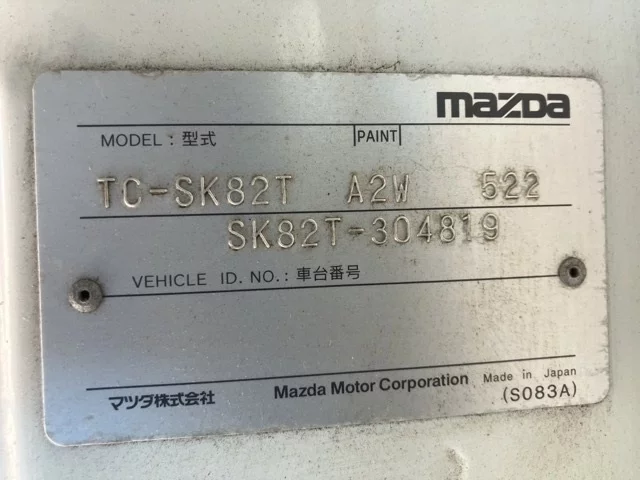 mazda
MODEL : 型式 PAINT
TC-SK82T A2W 522
SK82T-304819
VEHICLE ID. NO. : 車台番号
マツダ株式会社 Mazda Motor Corporation Made in Japan
(S083A)